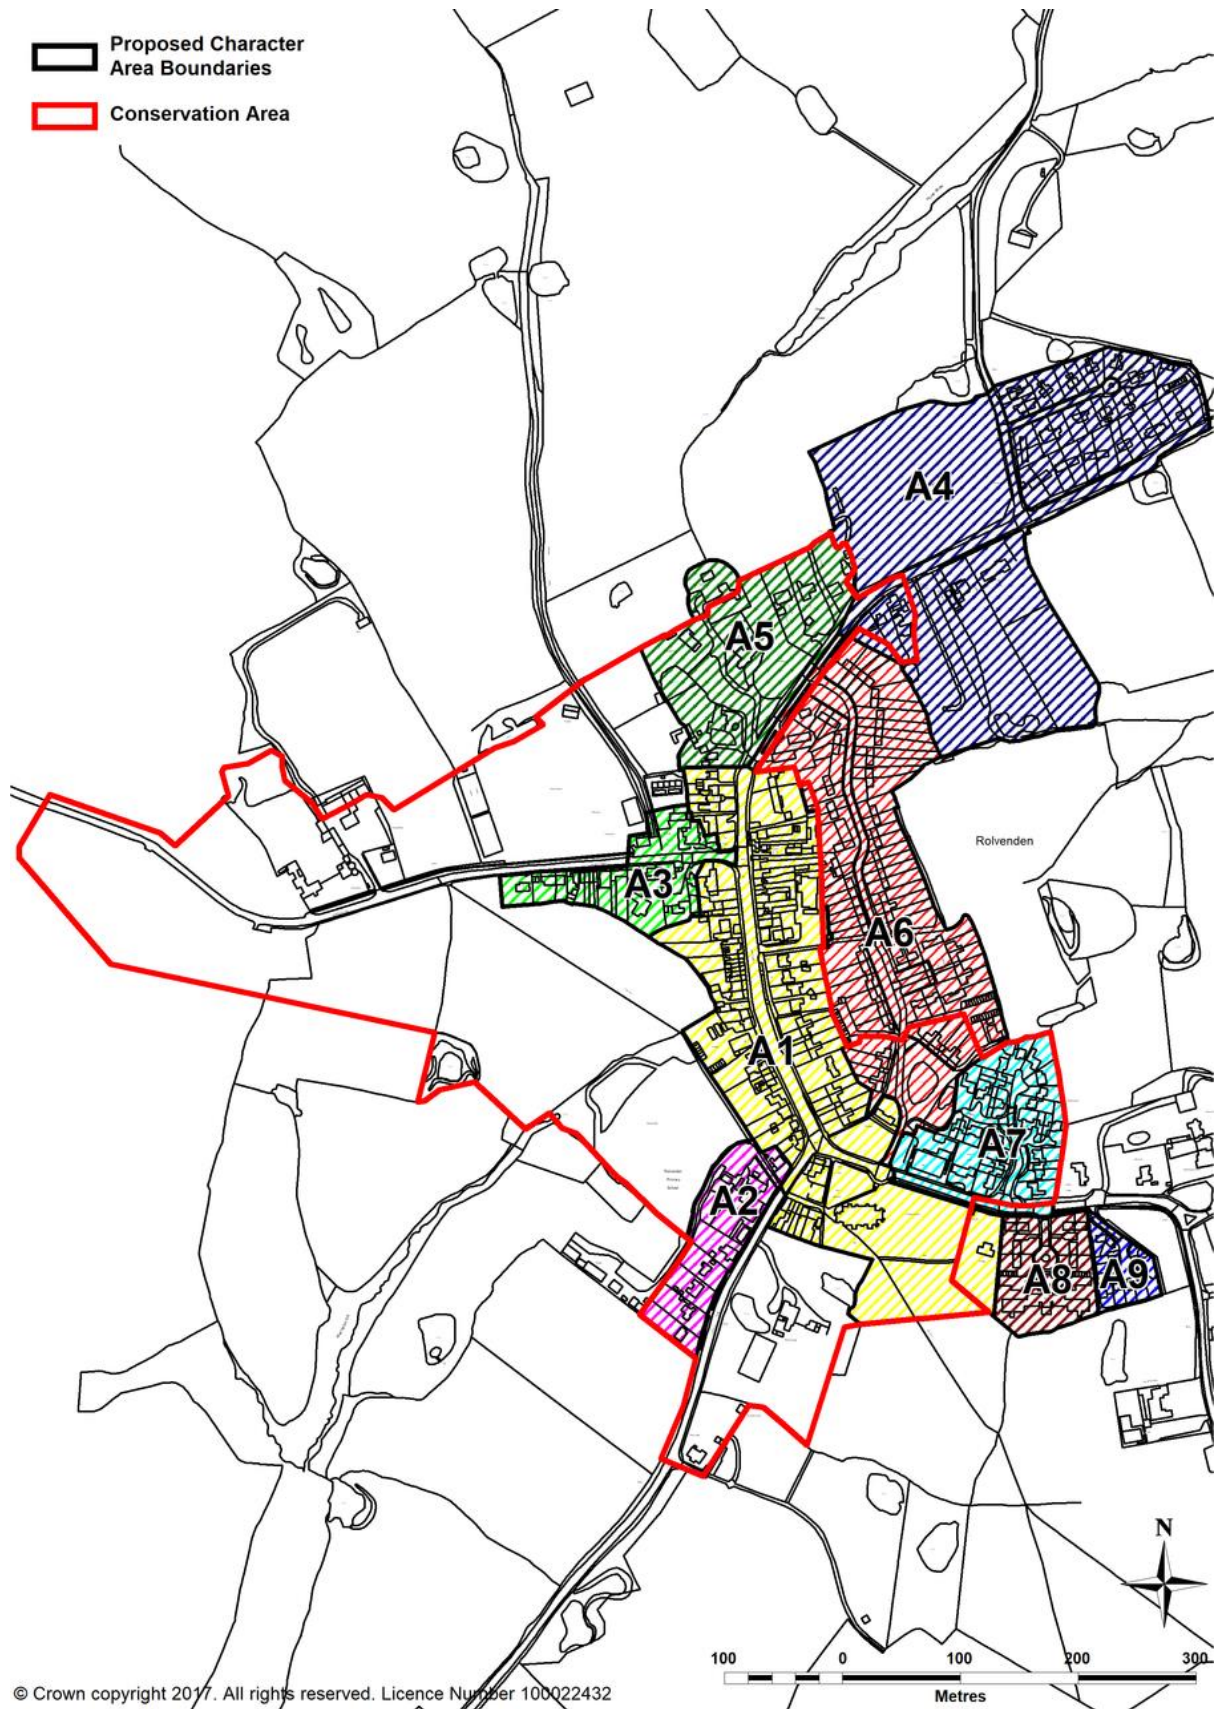 Proposed Character
Area Boundaries
Conservation Area
A4
A5
Rolvenden
A3
A6
A1
A7
A2
A8
A9
N
100 0 100 200 300
Metres
© Crown copyright 2017. All rights reserved. Licence Number 100022432